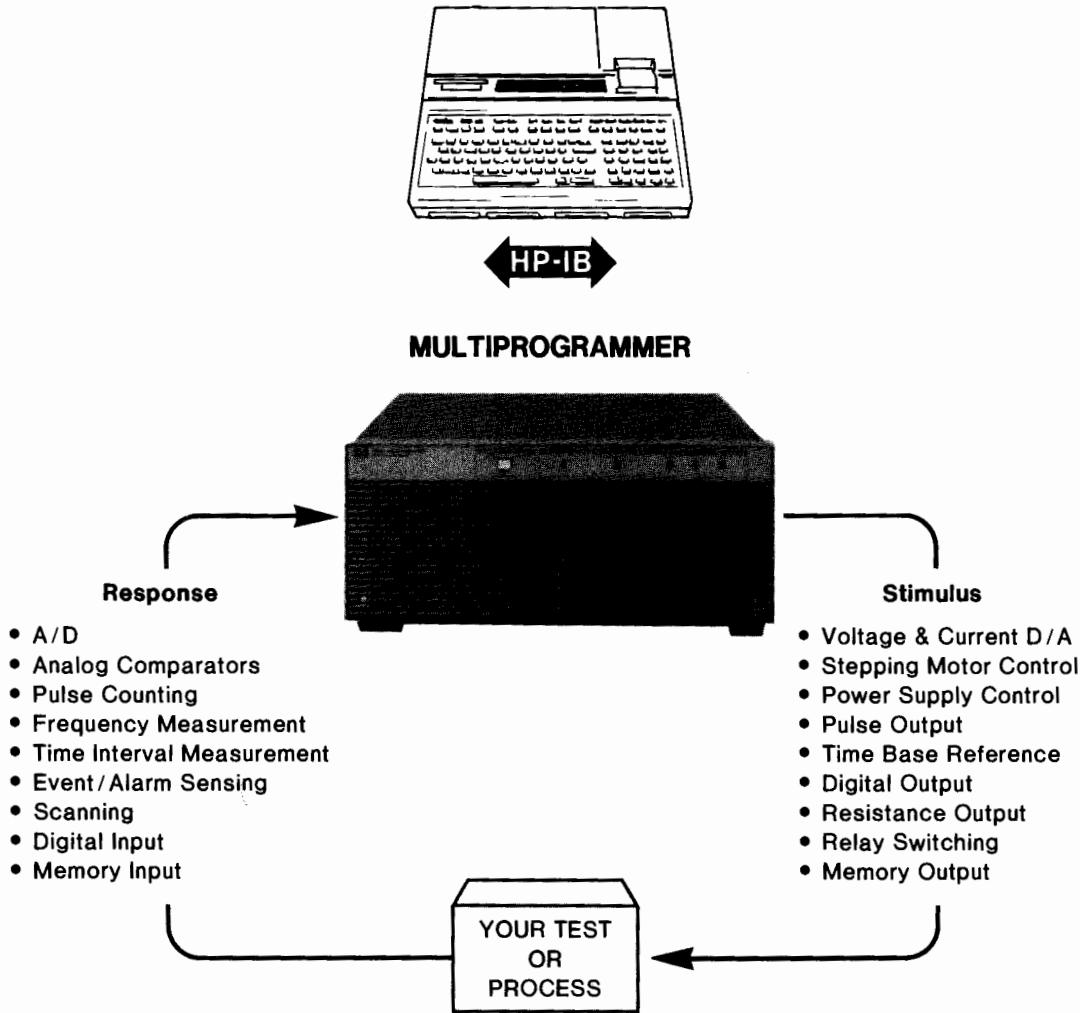 HP-IB
MULTIPROGRAMMER
Response
• A/D
• Analog Comparators
• Pulse Counting
• Frequency Measurement
• Time Interval Measurement
• Event/Alarm Sensing
• Scanning
• Digital Input
• Memory Input
Stimulus
• Voltage & Current D/A
• Stepping Motor Control
• Power Supply Control
• Pulse Output
• Time Base Reference
• Digital Output
• Resistance Output
• Relay Switching
• Memory Output
YOUR TEST
OR
PROCESS